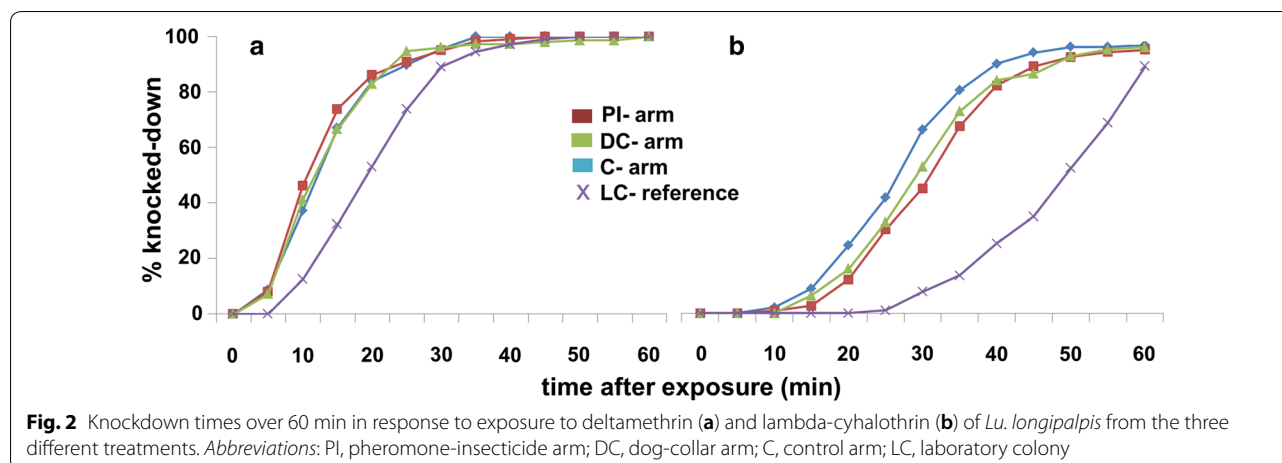 a
b
100
80
60
40
20
0
% knocked-down
PI- arm
DC- arm
C- arm
LC- reference
0 10 20 30 40 50 60
0 10 20 30 40 50 60
time after exposure (min)
Fig. 2 Knockdown times over 60 min in response to exposure to deltamethrin (a) and lambda-cyhalothrin (b) of Lu. longipalpis from the three
different treatments. Abbreviations: PI, pheromone-insecticide arm; DC, dog-collar arm; C, control arm; LC, laboratory colony